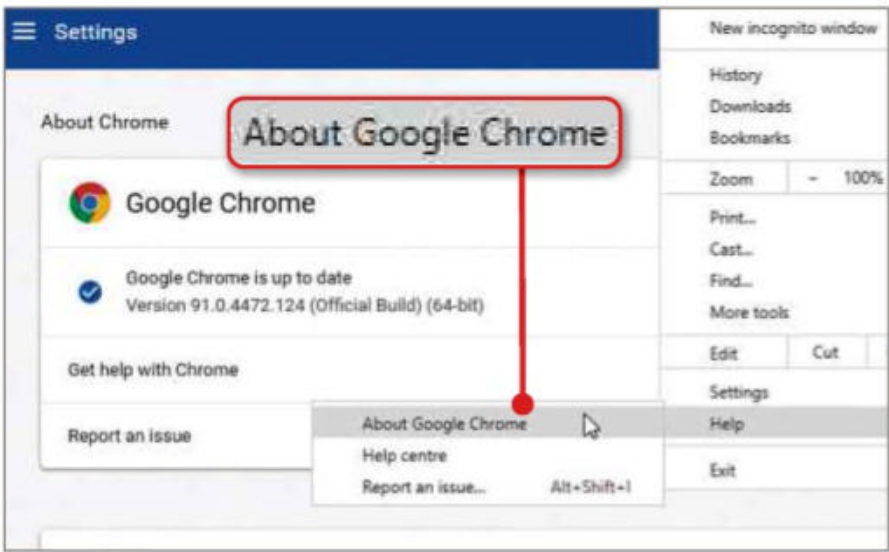 Settings
About Chrome
About Google Chrome
Google Chrome
Google Chrome is up to date
Version 91.0.4472.124 (Official Build) (64-bit)
Get help with Chrome
Report an issue
About Google Chrome
Help centre
Report an issue... Alt+Shift+I
New incognito window
History
Downloads
Bookmarks
Zoom - 100%
Print...
Cast...
Find...
More tools
Edit Cut
Settings
Help
Exit